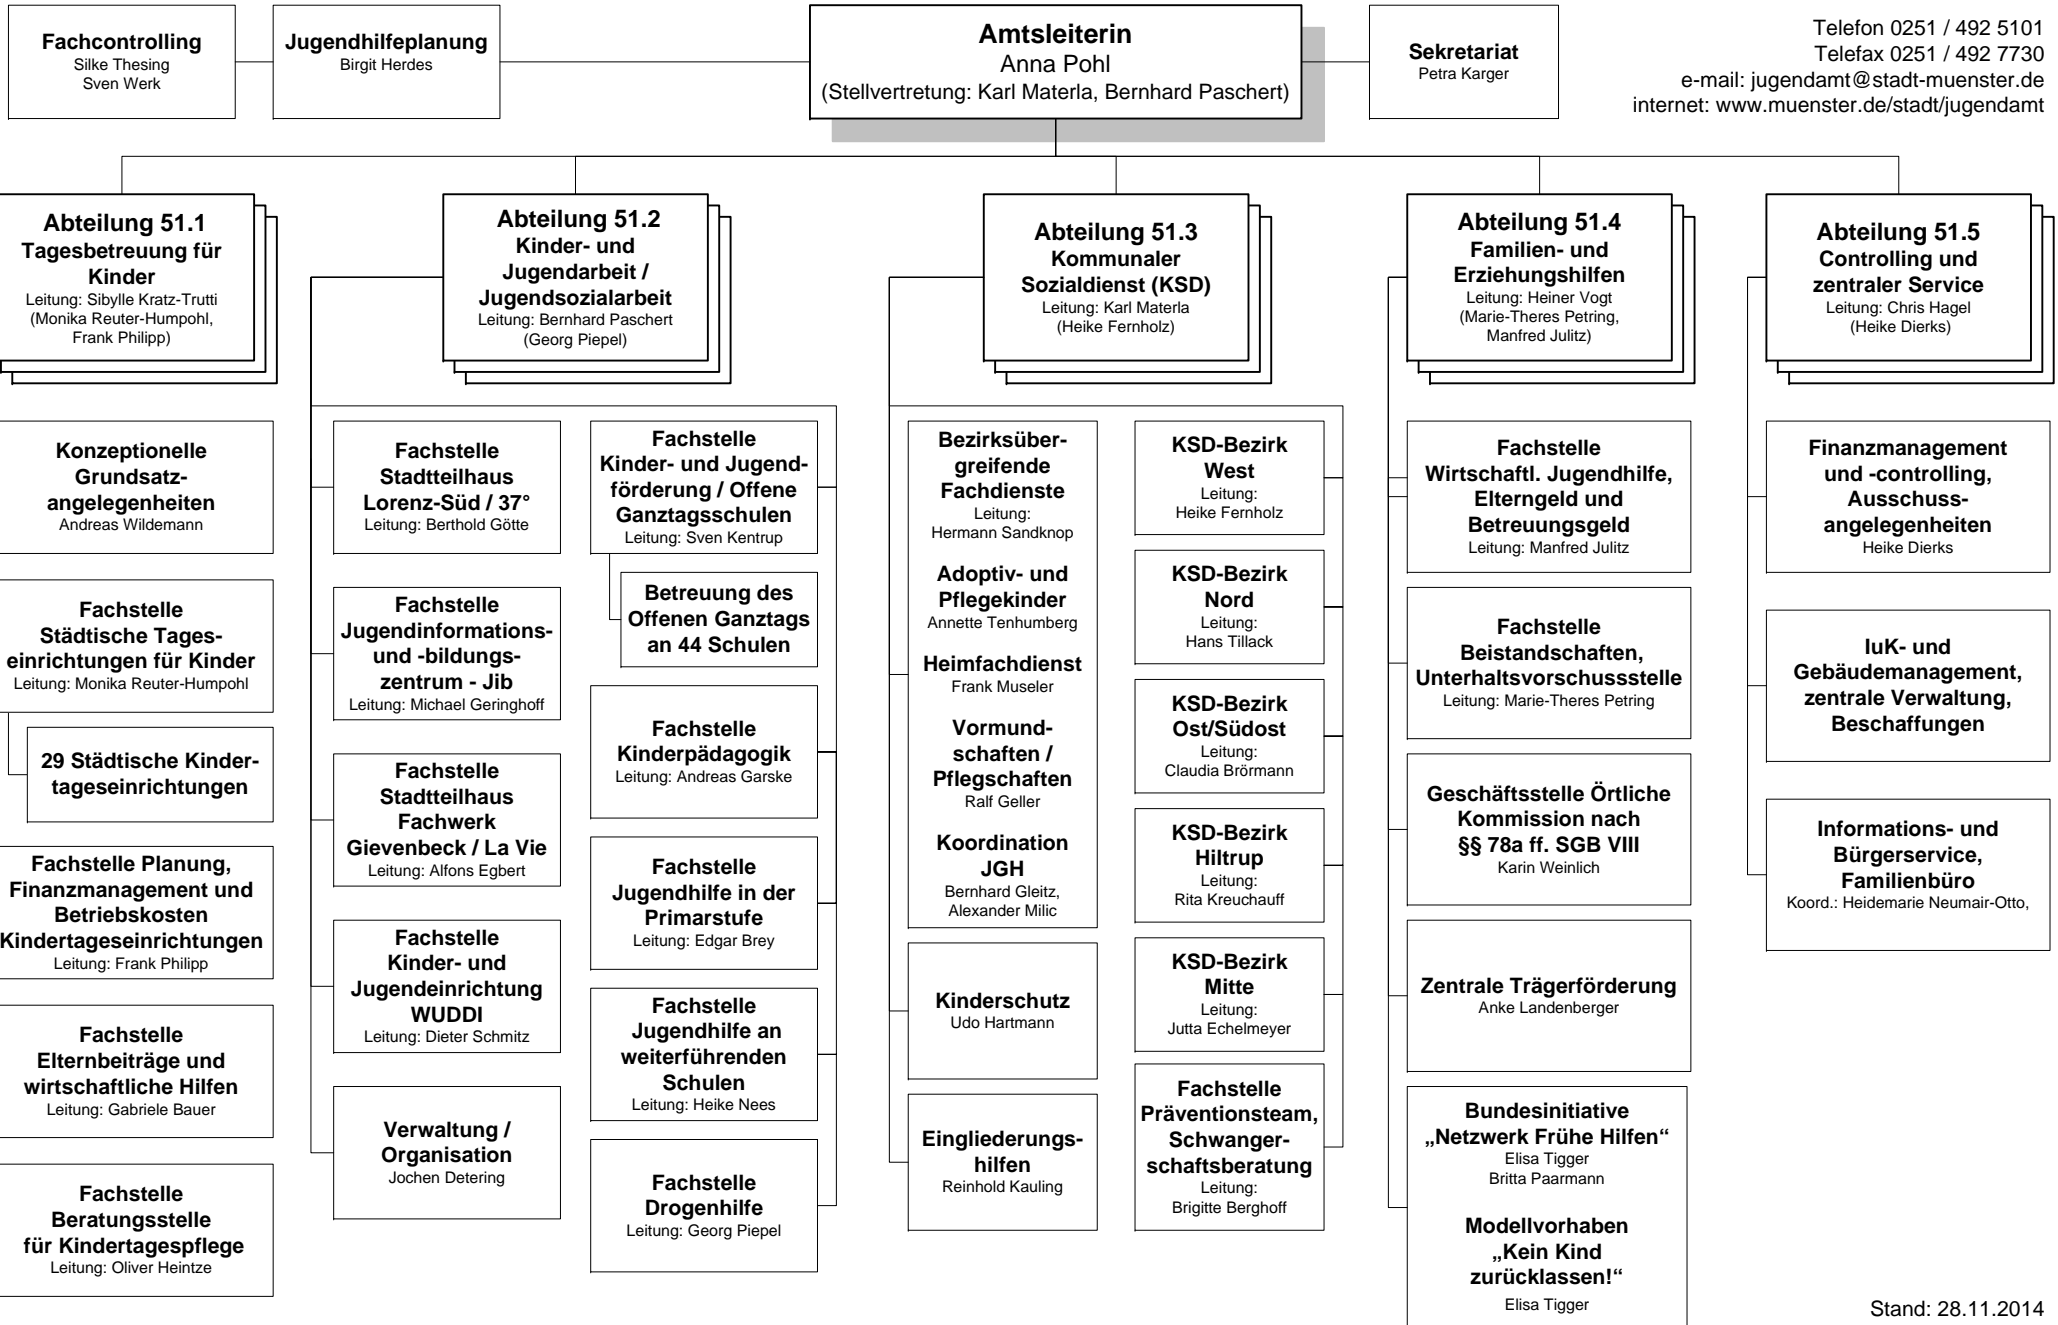 Fachcontrolling
Silke Thesing
Sven Werk
Jugendhilfeplanung
Birgit Herdes
Amtsleiterin
Anna Pohl
(Stellvertretung: Karl Materla, Bernhard Paschert)
Sekretariat
Petra Karger
Telefon 0251 / 492 5101
Telefax 0251 / 492 7730
e-mail: jugendamt@stadt-muenster.de
internet: www.muenster.de/stadt/jugendamt
Abteilung 51.1
Tagesbetreuung für
Kinder
Leitung: Sibylle Kratz-Trutti
(Monika Reuter-Humpohl,
Frank Philipp)
Konzeptionelle
Grundsatz-
angelegenheiten
Andreas Wildemann
Fachstelle
Städtische Tages-
einrichtungen für Kinder
Leitung: Monika Reuter-Humpohl
29 Städtische Kinder-
tageseinrichtungen
Fachstelle Planung,
Finanzmanagement und
Betriebskosten
Kindertageseinrichtungen
Leitung: Frank Philipp
Fachstelle
Elternbeiträge und
wirtschaftliche Hilfen
Leitung: Gabriele Bauer
Fachstelle
Beratungsstelle
für Kindertagespflege
Leitung: Oliver Heintze
Abteilung 51.2
Kinder- und
Jugendarbeit /
Jugendsozialarbeit
Leitung: Bernhard Paschert
(Georg Piepel)
Fachstelle
Stadtteilhaus
Lorenz-Süd / 37°
Leitung: Berthold Götte
Fachstelle
Jugendinformations-
und -bildungs-
zentrum - Jib
Leitung: Michael Geringhoff
Fachstelle
Stadtteilhaus
Fachwerk
Gievenbeck / La Vie
Leitung: Alfons Egbert
Fachstelle
Kinder- und
Jugendeinrichtung
WUDDI
Leitung: Dieter Schmitz
Verwaltung /
Organisation
Jochen Detering
Fachstelle
Kinder- und Jugend-
förderung / Offene
Ganztagsschulen
Leitung: Sven Kentrup
Betreuung des
Offenen Ganztags
an 44 Schulen
Fachstelle
Kinderpädagogik
Leitung: Andreas Garske
Fachstelle
Jugendhilfe in der
Primarstufe
Leitung: Edgar Brey
Fachstelle
Jugendhilfe an
weiterführenden
Schulen
Leitung: Heike Nees
Fachstelle
Drogenhilfe
Leitung: Georg Piepel
Abteilung 51.3
Kommunaler
Sozialdienst (KSD)
Leitung: Karl Materla
(Heike Fernholz)
Bezirksüber-
greifende
Fachdienste
Leitung:
Hermann Sandknop
Adoptiv- und
Pflegekinder
Annette Tenhumberg
Heimfachdienst
Frank Museler
Vormund-
schaften /
Pflegschaften
Ralf Geller
Koordination
JGH
Bernhard Gleitz,
Alexander Milic
Kinderschutz
Udo Hartmann
Eingliederungs-
hilfen
Reinhold Kauling
KSD-Bezirk
West
Leitung:
Heike Fernholz
KSD-Bezirk
Nord
Leitung:
Hans Tillack
KSD-Bezirk
Ost/Südost
Leitung:
Claudia Brörmann
KSD-Bezirk
Hiltrup
Leitung:
Rita Kreuchauff
KSD-Bezirk
Mitte
Leitung:
Jutta Echelmeyer
Fachstelle
Präventionsteam,
Schwanger-
schaftsberatung
Leitung:
Brigitte Berghoff
Abteilung 51.4
Familien- und
Erziehungshilfen
Leitung: Heiner Vogt
(Marie-Theres Petring,
Manfred Julitz)
Fachstelle
Wirtschaftl. Jugendhilfe,
Elterngeld und
Betreuungsgeld
Leitung: Manfred Julitz
Fachstelle
Beistandschaften,
Unterhaltsvorschussstelle
Leitung: Marie-Theres Petring
Geschäftsstelle Örtliche
Kommission nach
§§ 78a ff. SGB VIII
Karin Weinlich
Zentrale Trägerförderung
Anke Landenberger
Bundesinitiative
„Netzwerk Frühe Hilfen“
Elisa Tigger
Britta Paarmann
Modellvorhaben
„Kein Kind
zurücklassen!“
Elisa Tigger
Abteilung 51.5
Controlling und
zentraler Service
Leitung: Chris Hagel
(Heike Dierks)
Finanzmanagement
und -controlling,
Ausschuss-
angelegenheiten
Heike Dierks
IuK- und
Gebäudemanagement,
zentrale Verwaltung,
Beschaffungen
Informations- und
Bürgerservice,
Familienbüro
Koord.: Heidemarie Neumair-Otto,
Stand: 28.11.2014